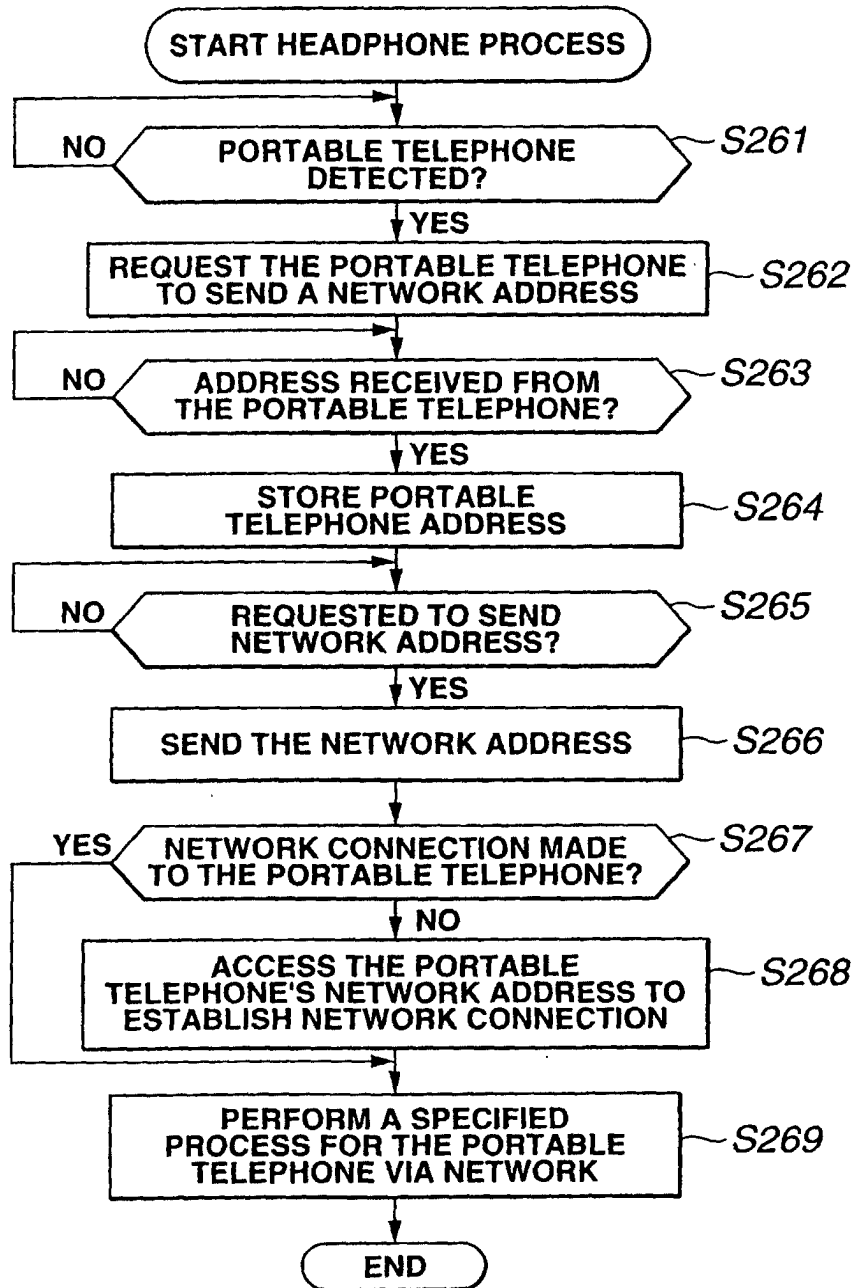 START HEADPHONE PROCESS
NO
PORTABLE TELEPHONE
DETECTED?
S261
YES
REQUEST THE PORTABLE TELEPHONE
TO SEND A NETWORK ADDRESS
S262
NO
ADDRESS RECEIVED FROM
THE PORTABLE TELEPHONE?
S263
YES
STORE PORTABLE
TELEPHONE ADDRESS
S264
NO
REQUESTED TO SEND
NETWORK ADDRESS?
S265
YES
SEND THE NETWORK ADDRESS
S266
YES
NETWORK CONNECTION MADE
TO THE PORTABLE TELEPHONE?
S267
NO
ACCESS THE PORTABLE
TELEPHONE'S NETWORK ADDRESS TO
ESTABLISH NETWORK CONNECTION
S268
PERFORM A SPECIFIED
PROCESS FOR THE PORTABLE
TELEPHONE VIA NETWORK
S269
END